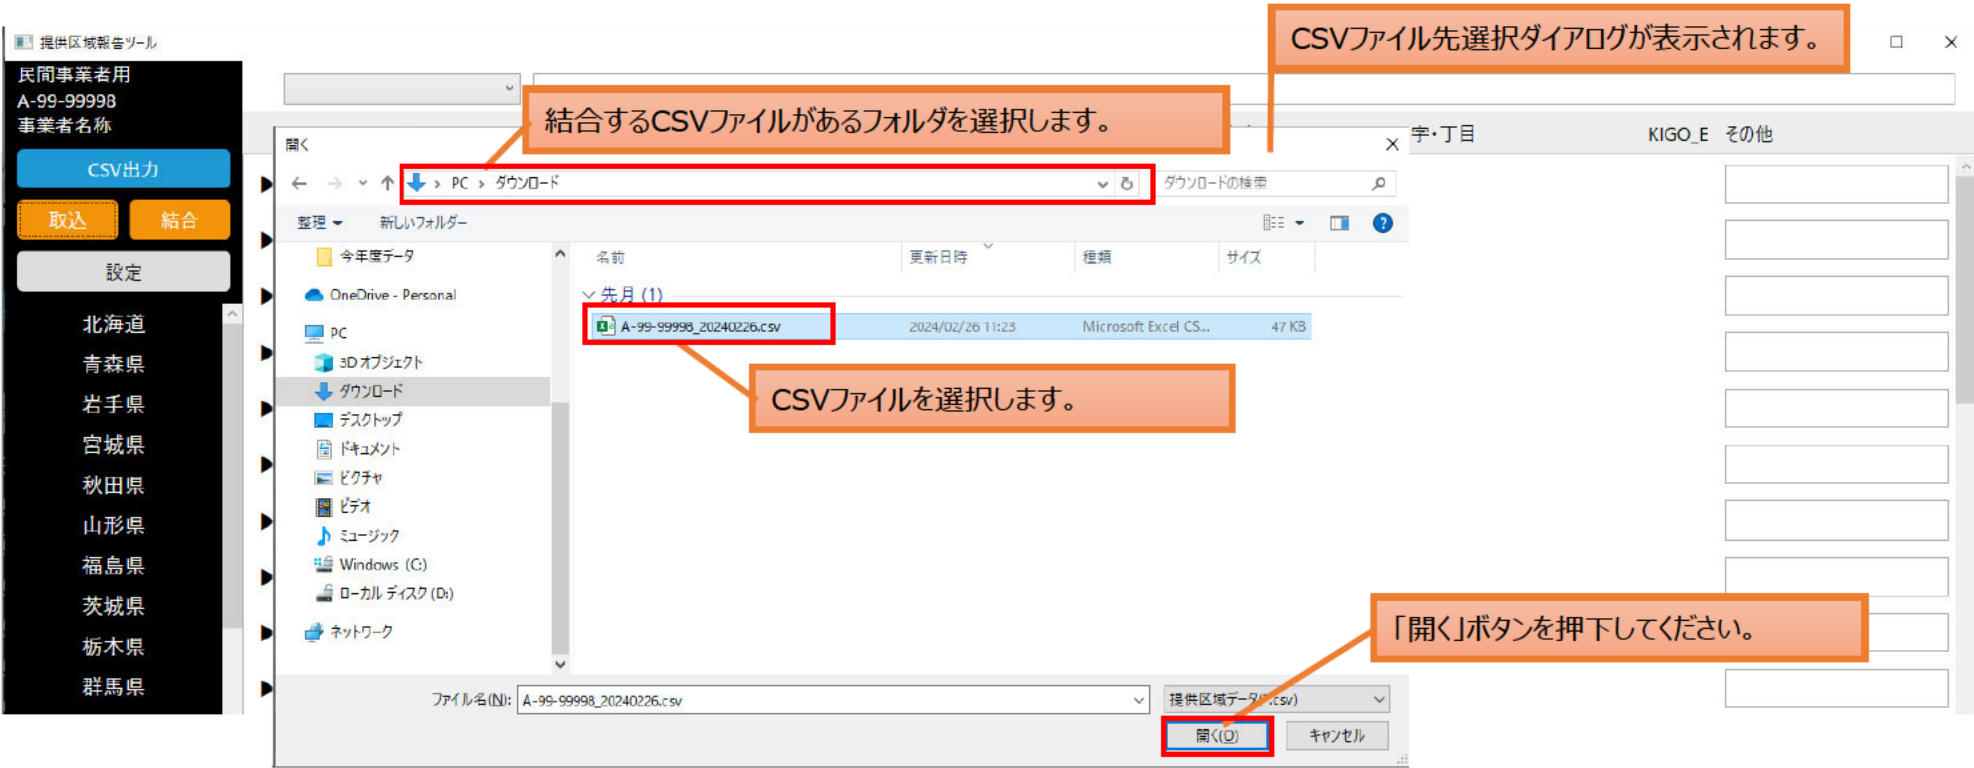 CSVファイル先選択ダイアログが表示されます。
提供区域報告ツール
民間事業者用
A-99-99998
事業者名称
CSV出力
取込
結合
設定
北海道
青森県
岩手県
宮城県
秋田県
山形県
福島県
茨城県
栃木県
群馬県
結合するCSVファイルがあるフォルダを選択します。
字・丁目
KIGO_E
その他
開く
PC › ダウンロード
ダウンロードの検索
整理
新しいフォルダー
今年度データ
OneDrive - Personal
PC
3D オブジェクト
ダウンロード
デスクトップ
ドキュメント
ピクチャ
ビデオ
ミュージック
Windows (C:)
ローカル ディスク (D:)
ネットワーク
名前
更新日時
種類
サイズ
先月 (1)
A-99-99998_20240226.csv
2024/02/26 11:23
Microsoft Excel CS...
47 KB
CSVファイルを選択します。
「開く」ボタンを押下してください。
ファイル名(N):
A-99-99998_20240226.csv
提供区域データ(*.csv)
開く(O)
キャンセル